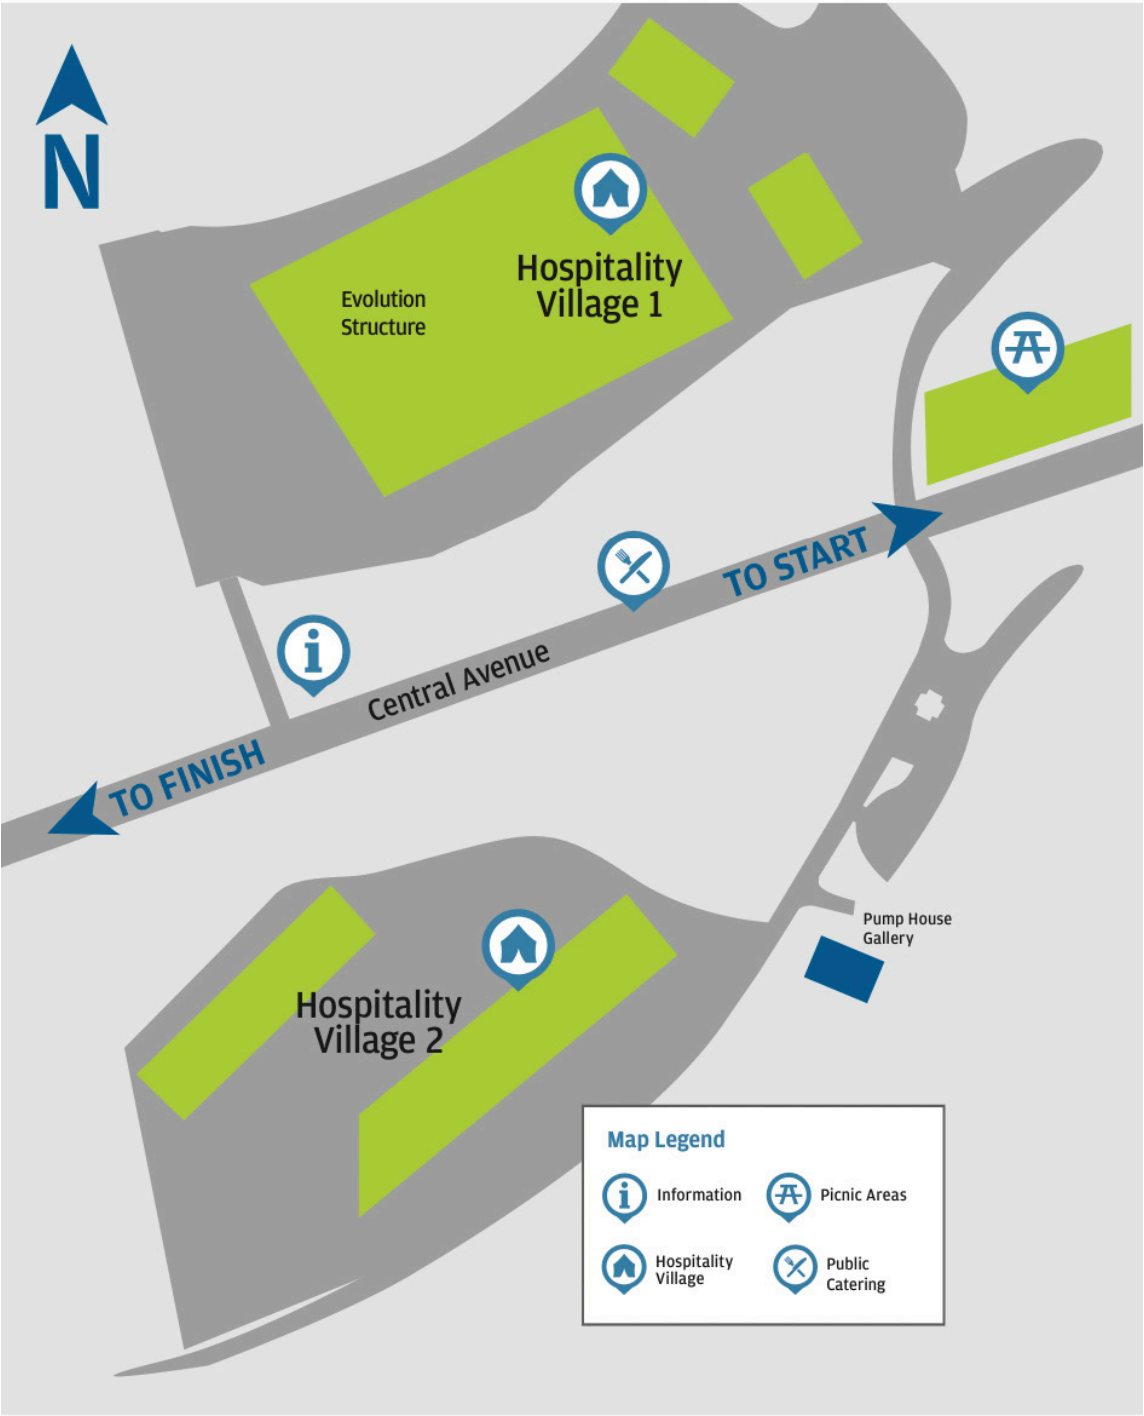 N
Hospitality
Village 1
Evolution
Structure
TO START
Central Avenue
TO FINISH
Pump House
Gallery
Hospitality
Village 2
Map Legend
Information
Picnic Areas
Hospitality
Village
Public
Catering